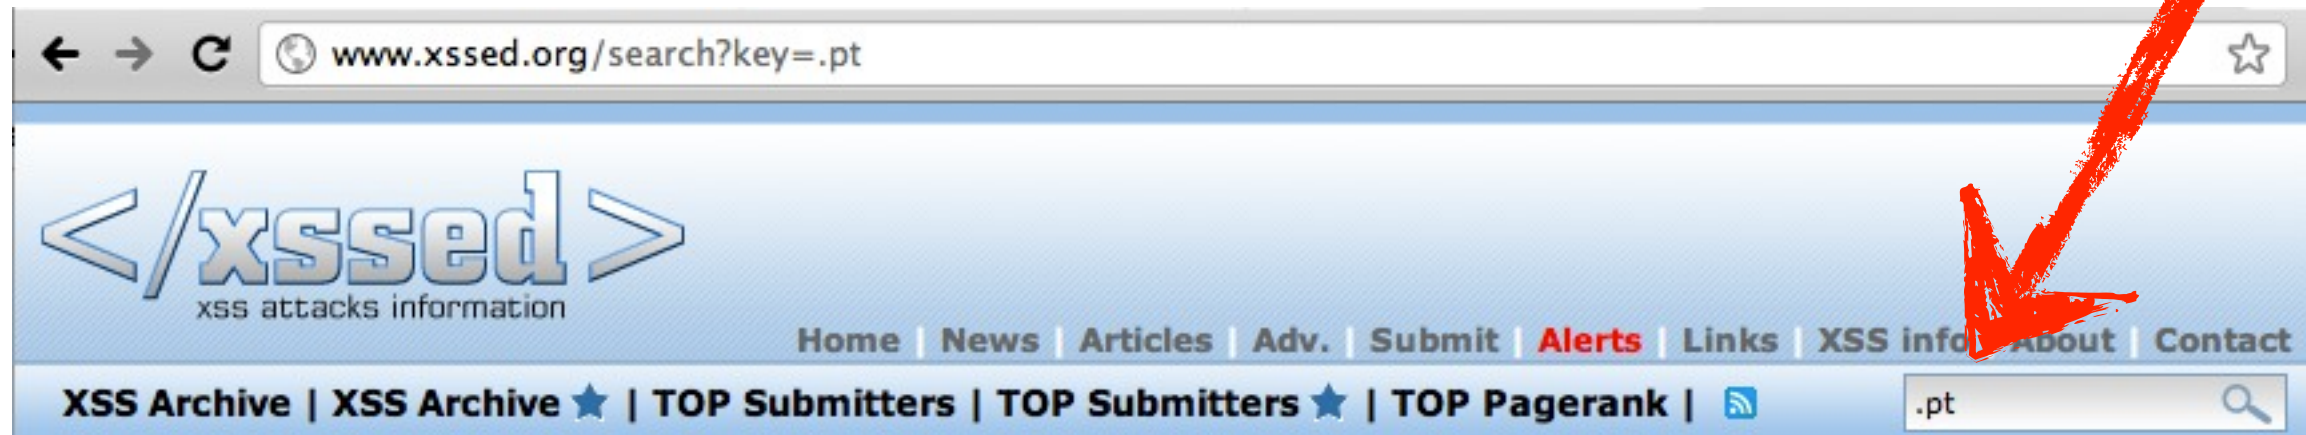 www.xssed.org/search?key=.pt
</xssed>
xss attacks information
Home | News | Articles | Adv. | Submit | Alerts | Links | XSS info | About | Contact
XSS Archive | XSS Archive | TOP Submitters | TOP Submitters | TOP Pagerank |
.pt